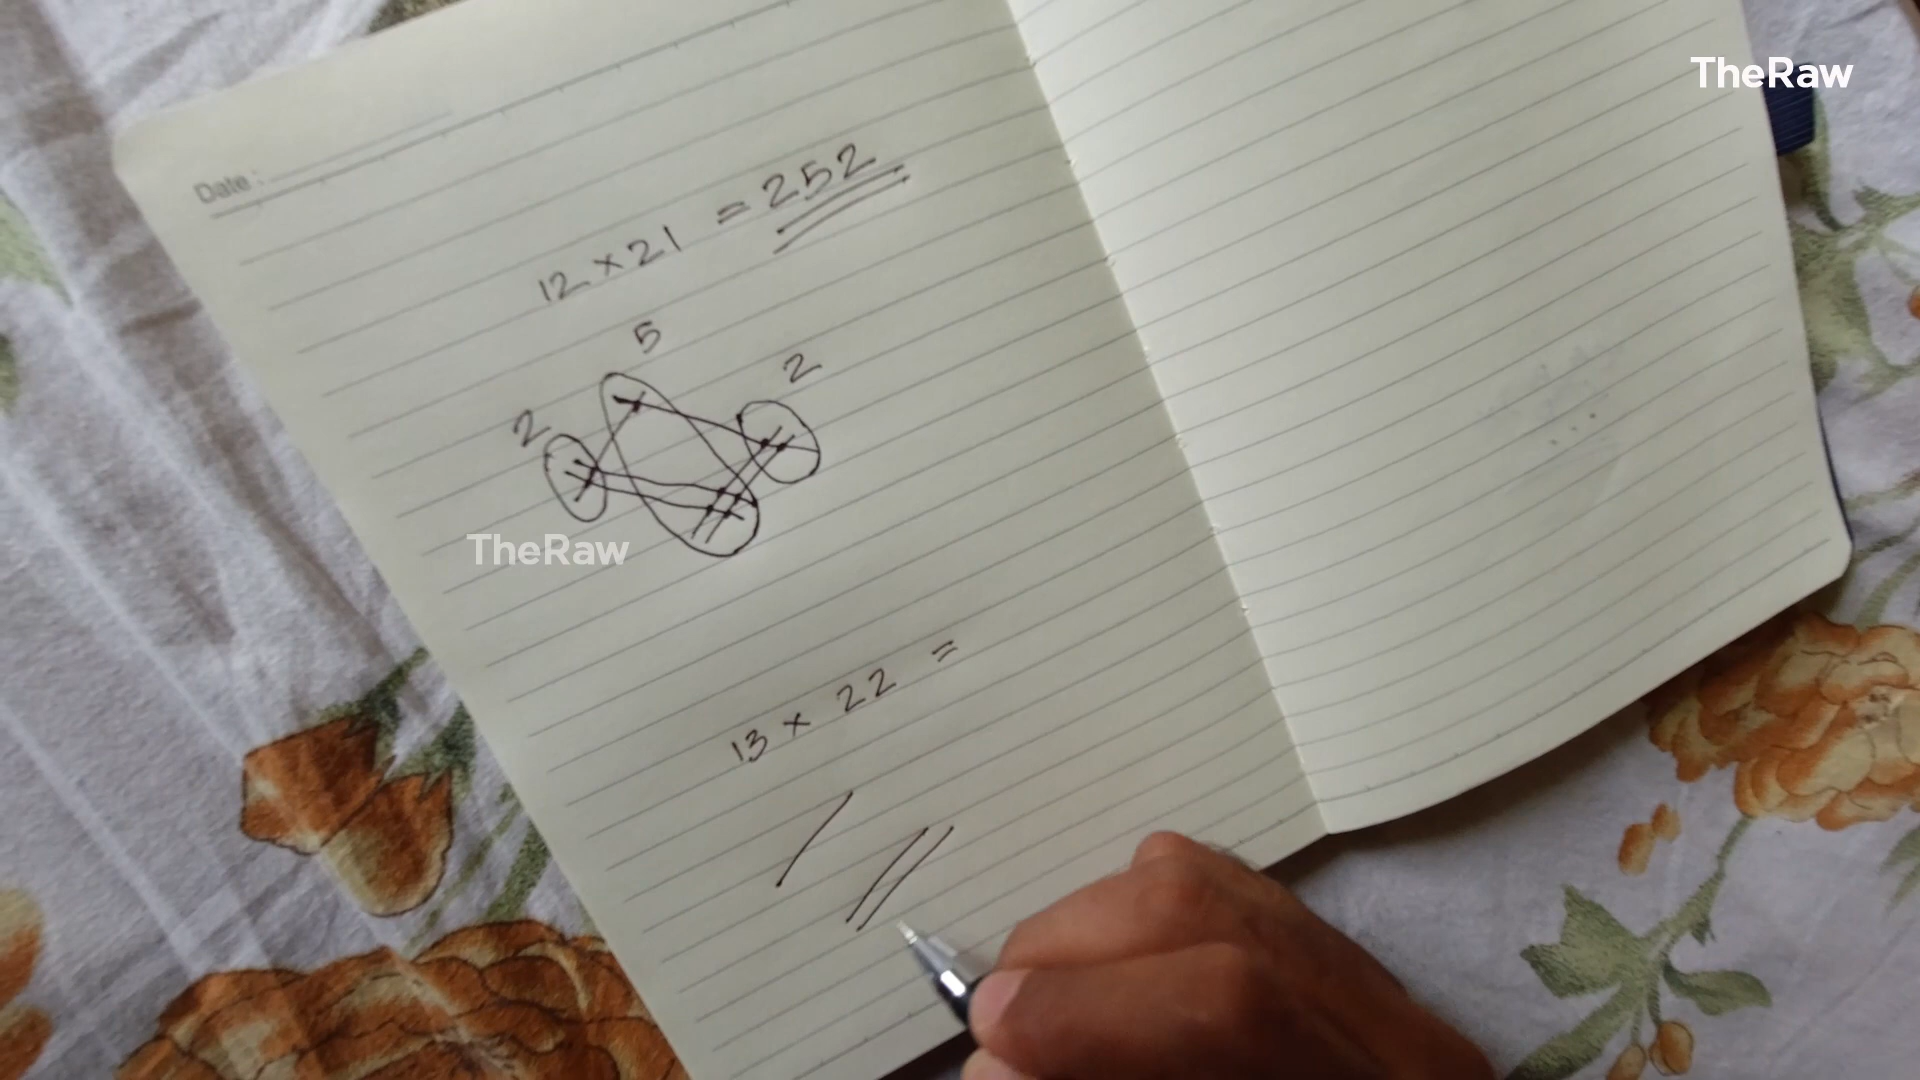 TheRaw
Date:
12 × 21 = 252
5
2
2
TheRaw
13 × 22 =